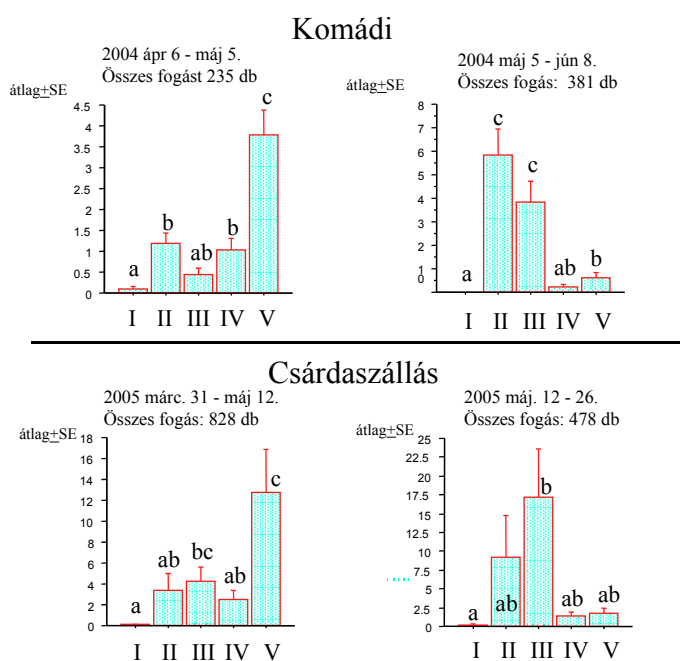 Komádi
2004 ápr 6 - máj 5.
Összes fogást 235 db
átlag+SE
4.5
4
3.5
3
2.5
2
1.5
1
0.5
0
a
b
ab
b
c
I II III IV V
2004 máj 5 - jún 8.
Összes fogás: 381 db
átlag+SE
8
7
6
5
4
3
2
1
0
a
c
c
ab
b
I II III IV V
Csárdaszállás
2005 márc. 31 - máj 12.
Összes fogás: 828 db
átlag+SE
18
16
14
12
10
8
6
4
2
0
a
ab
bc
ab
c
I II III IV V
2005 máj. 12 - 26.
Összes fogás: 478 db
átlag+SE
25
22.5
20
17.5
15
12.5
10
7.5
5
2.5
0
a
ab
b
ab
ab
I II III IV V